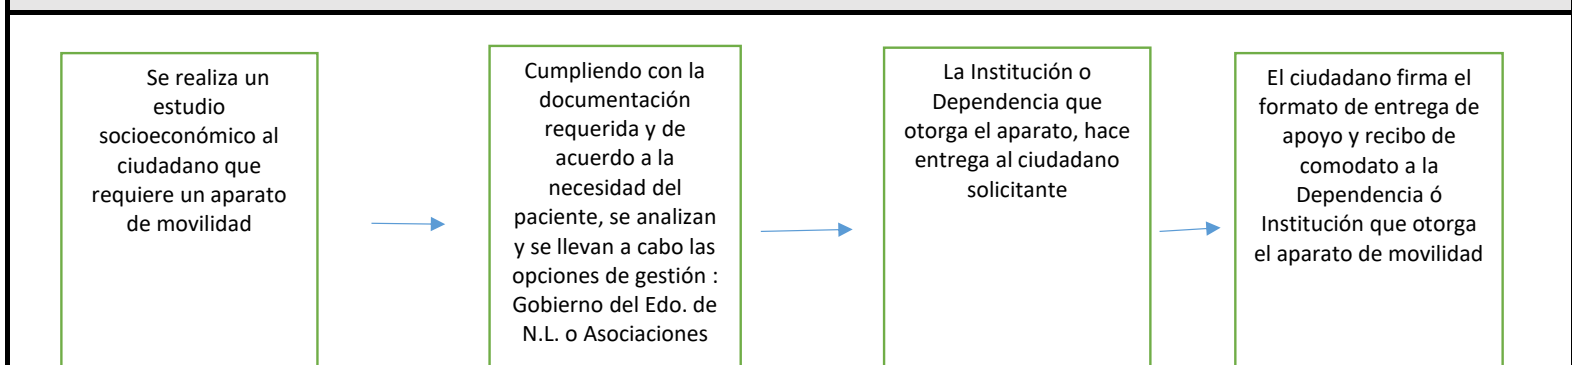 Se realiza un
estudio
socioeconómico al
ciudadano que
requiere un aparato
de movilidad
Cumpliendo con la
documentación
requerida y de
acuerdo a la
necesidad del
paciente, se analizan
y se llevan a cabo las
opciones de gestión :
Gobierno del Edo. de
N.L. o Asociaciones
La Institución o
Dependencia que
otorga el aparato, hace
entrega al ciudadano
solicitante
El ciudadano firma el
formato de entrega de
apoyo y recibo de
comodato a la
Dependencia ó
Institución que otorga
el aparato de movilidad